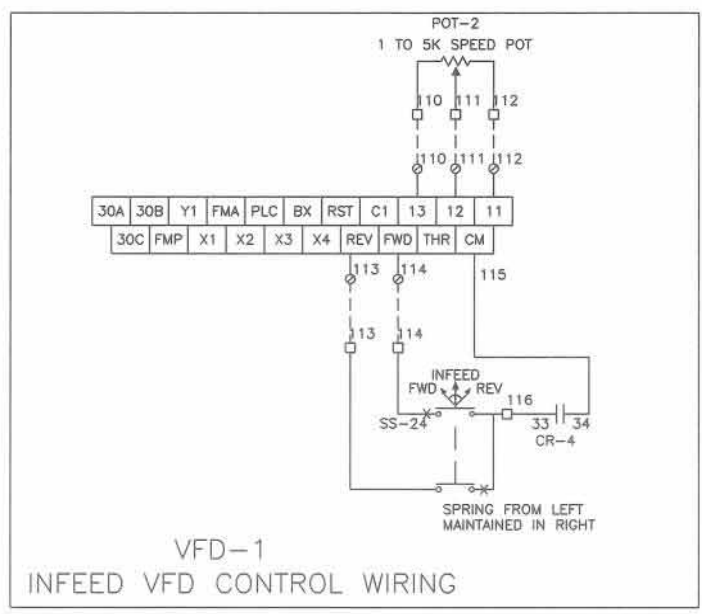 POT-2
1 TO 5K SPEED POT
110 111 112
110 111 112
30A 30B Y1 FMA PLC BX RST C1 13 12 11
30C FMP X1 X2 X3 X4 REV FWD THR CM
113 114 115
113 114
INFEED
FWD REV
116
SS-24
33 34
CR-4
SPRING FROM LEFT
MAINTAINED IN RIGHT
VFD-1
INFEED VFD CONTROL WIRING